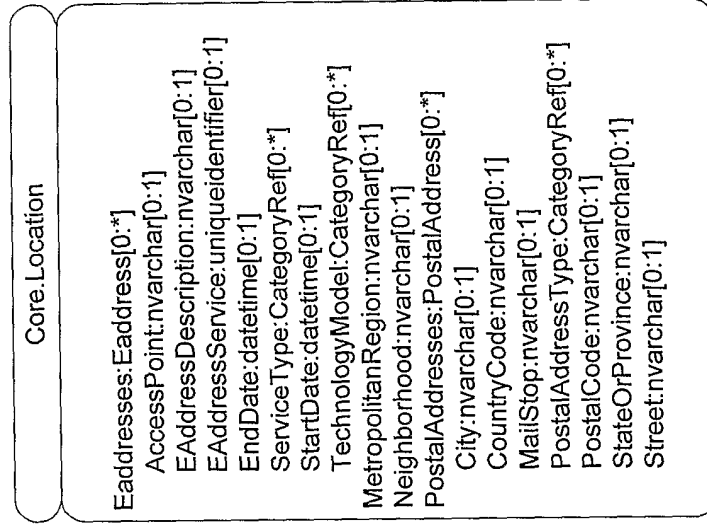 Core.Location
Eaddresses:Eaddress[0:*]
AccessPoint:nvarchar[0:1]
EAddressDescription:nvarchar[0:1]
EAddressService:uniqueidentifier[0:1]
EndDate:datetime[0:1]
ServiceType:CategoryRef[0:*]
StartDate:datetime[0:1]
TechnologyModel:CategoryRef[0:*]
MetropolitanRegion:nvarchar[0:1]
Neighborhood:nvarchar[0:1]
PostalAddresses:PostalAddress[0:*]
City:nvarchar[0:1]
CountryCode:nvarchar[0:1]
MailStop:nvarchar[0:1]
PostalAddressType:CategoryRef[0:*]
PostalCode:nvarchar[0:1]
StateOrProvince:nvarchar[0:1]
Street:nvarchar[0:1]